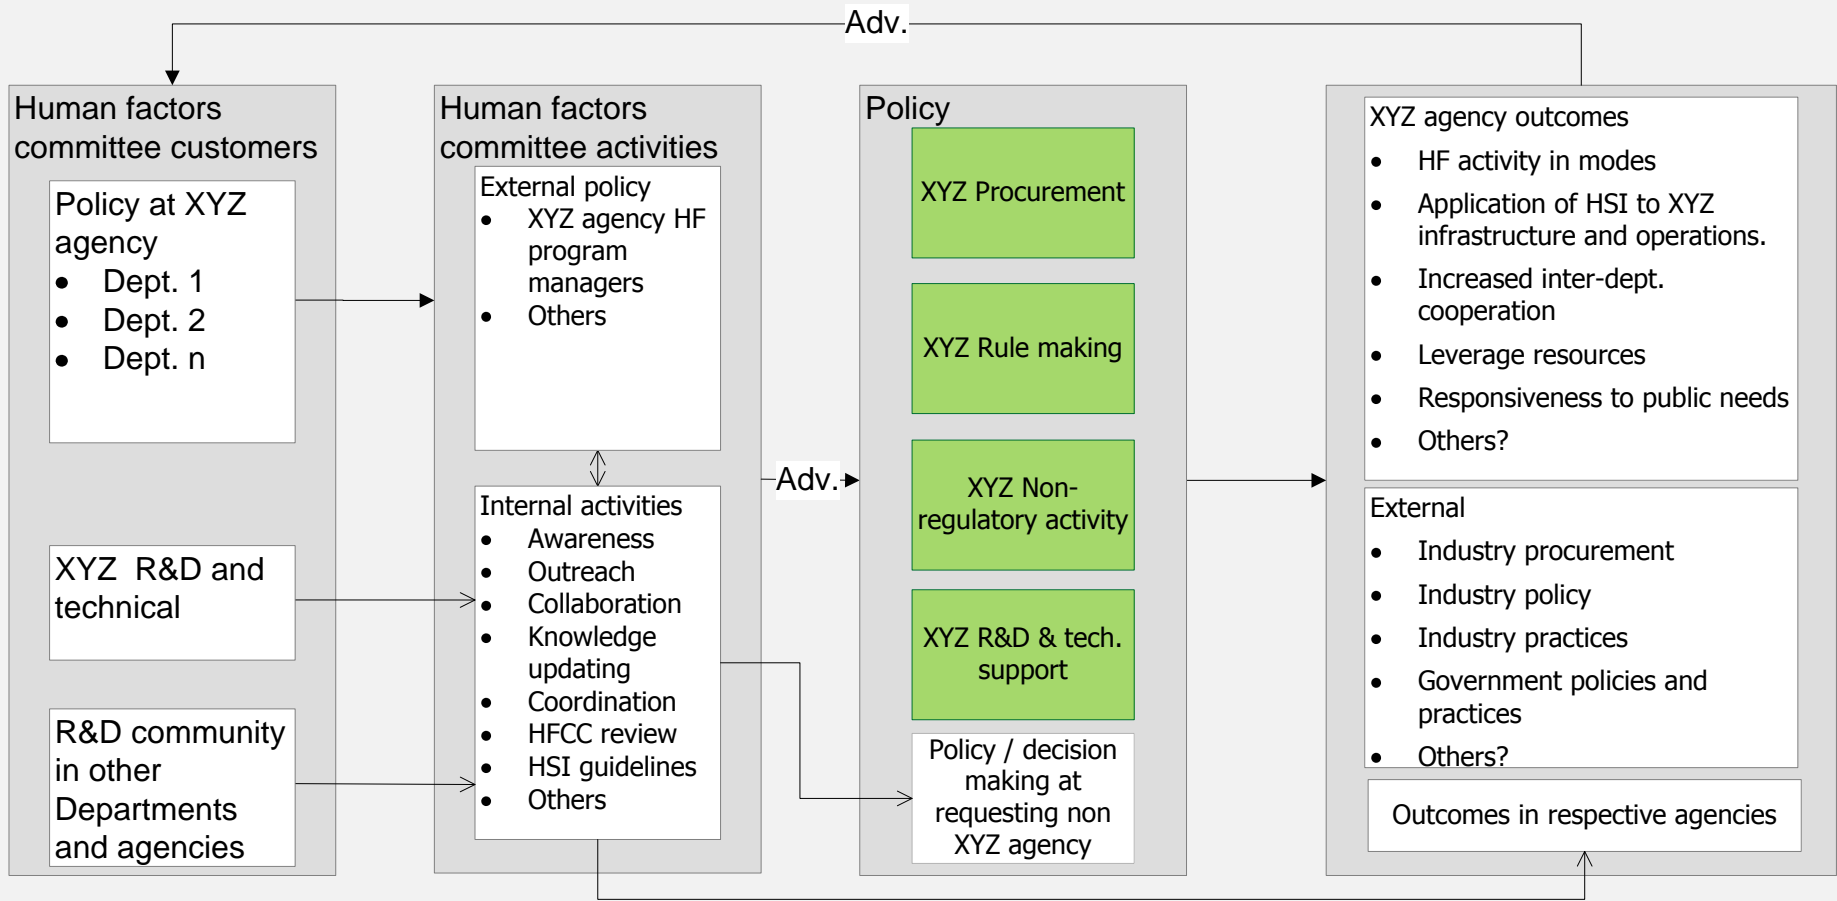 Adv.
Human factors
committee customers
Policy at XYZ
agency
• Dept. 1
• Dept. 2
• Dept. n
XYZ R&D and
technical
R&D community
in other
Departments
and agencies
Human factors
committee activities
External policy
• XYZ agency HF
program
managers
• Others
Internal activities
• Awareness
• Outreach
• Collaboration
• Knowledge
updating
• Coordination
• HFCC review
• HSI guidelines
• Others
Adv.
Policy
XYZ Procurement
XYZ Rule making
XYZ Non-
regulatory activity
XYZ R&D & tech.
support
Policy / decision
making at
requesting non
XYZ agency
XYZ agency outcomes
• HF activity in modes
• Application of HSI to XYZ
infrastructure and operations.
• Increased inter-dept.
cooperation
• Leverage resources
• Responsiveness to public needs
• Others?
External
• Industry procurement
• Industry policy
• Industry practices
• Government policies and
practices
• Others?
Outcomes in respective agencies